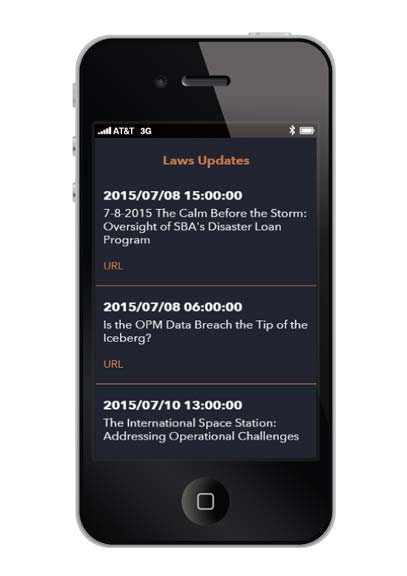 AT&T 3G
Laws Updates
2015/07/08 15:00:00
7-8-2015 The Calm Before the Storm:
Oversight of SBA's Disaster Loan
Program
URL
2015/07/08 06:00:00
Is the OPM Data Breach the Tip of the
Iceberg?
URL
2015/07/10 13:00:00
The International Space Station:
Addressing Operational Challenges